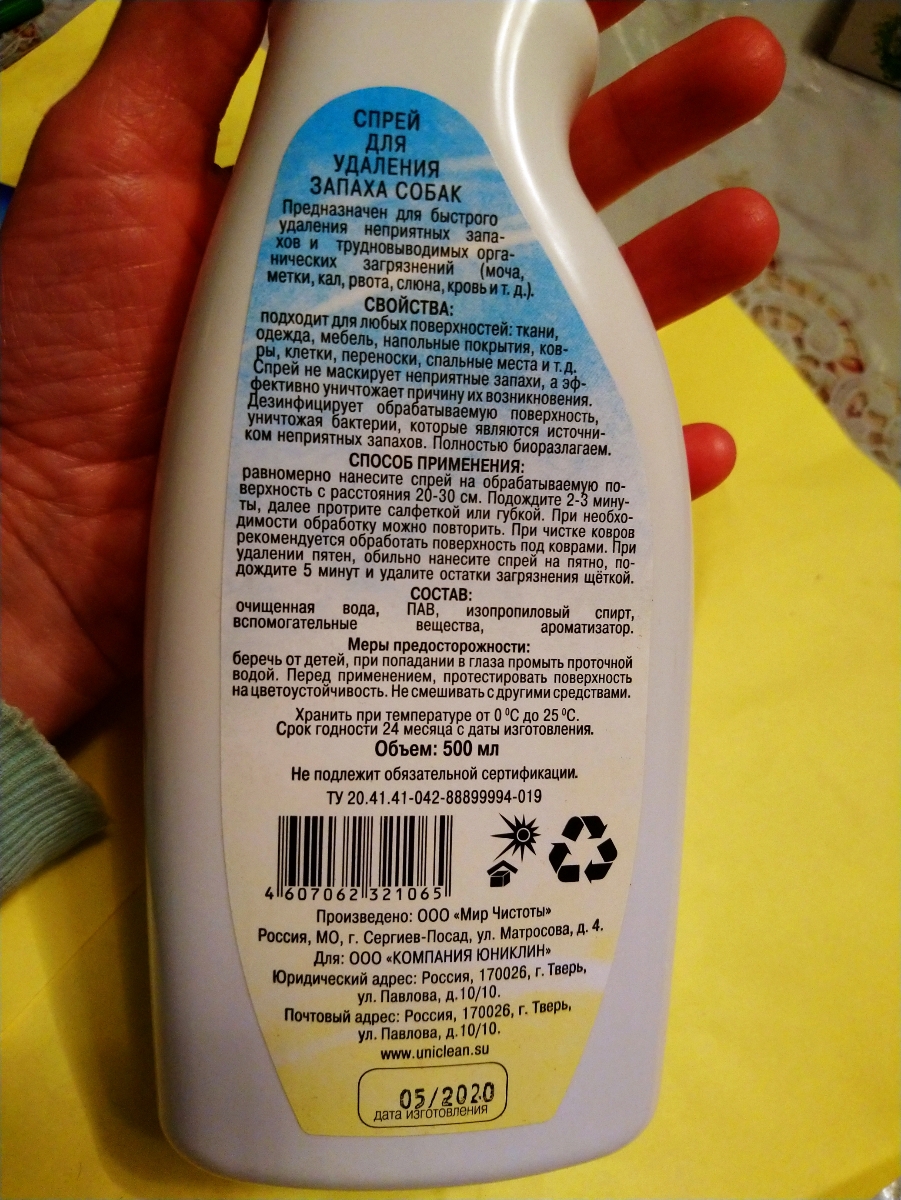 СПРЕЙ
ДЛЯ
УДАЛЕНИЯ
ЗАПАХА СОБАК
Предназначен для быстрого
удаления неприятных запа-
хов и трудновыводимых орга-
нических загрязнений (моча,
метки, кал, рвота, слюна, кровь и т. д.).
СВОЙСТВА:
подходит для любых поверхностей: ткани,
одежда, мебель, напольные покрытия, ков-
ры, клетки, переноски, спальные места и т.д.
Спрей не маскирует неприятные запахи, а эф-
фективно уничтожает причину их возникновения.
Дезинфицирует обрабатываемую поверхность,
уничтожая бактерии, которые являются источни-
ком неприятных запахов. Полностью биоразлагаем.
СПОСОБ ПРИМЕНЕНИЯ:
равномерно нанесите спрей на обрабатываемую по-
верхность с расстояния 20-30 см. Подождите 2-3 мину-
ты, далее протрите салфеткой или губкой. При необхо-
димости обработку можно повторить. При чистке ковров
рекомендуется обработать поверхность под коврами. При
удалении пятен, обильно нанесите спрей на пятно, по-
дождите 5 минут и удалите остатки загрязнения щёткой.
СОСТАВ:
очищенная вода, ПАВ, изопропиловый спирт,
вспомогательные вещества, ароматизатор.
Меры предосторожности:
беречь от детей, при попадании в глаза промыть проточной
водой. Перед применением, протестировать поверхность
на цветоустойчивость. Не смешивать с другими средствами.
Хранить при температуре от 0 ⁰С до 25 ⁰С.
Срок годности 24 месяца с даты изготовления.
Объем: 500 мл
Не подлежит обязательной сертификации.
ТУ 20.41.41-042-88899994-019
4 607062 321065
Произведено: ООО «Мир Чистоты»
Россия, МО, г. Сергиев-Посад, ул. Матросова, д. 4.
Для: ООО «КОМПАНИЯ ЮНИКЛИН»
Юридический адрес: Россия, 170026, г. Тверь,
ул. Павлова, д.10/10.
Почтовый адрес: Россия, 170026, г. Тверь,
ул. Павлова, д.10/10.
www.uniclean.su
05/2020
дата изготовления